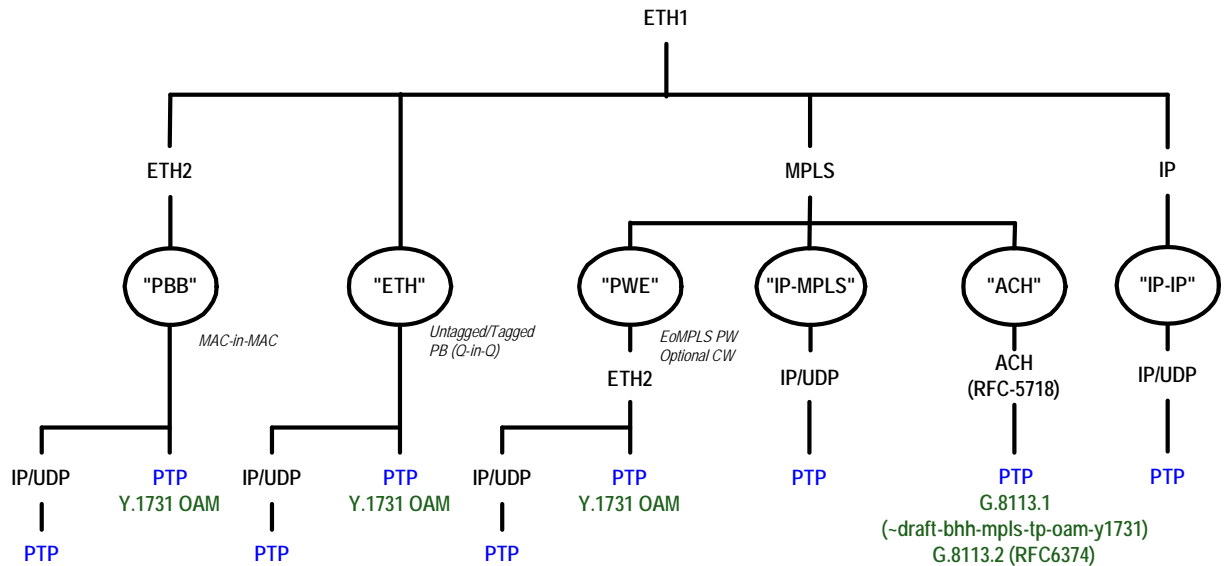 ETH1
ETH2
MPLS
IP
"PBB"
"ETH"
"PWE"
"IP-MPLS"
"ACH"
"IP-IP"
MAC-in-MAC
Untagged/Tagged
PB (Q-in-Q)
EoMPLS PW
Optional CW
ETH2
IP/UDP
ACH
(RFC-5718)
IP/UDP
IP/UDP
PTP
Y.1731 OAM
IP/UDP
PTP
Y.1731 OAM
IP/UDP
PTP
Y.1731 OAM
PTP
PTP
G.8113.1
(~draft-bhh-mpls-tp-oam-y1731)
G.8113.2 (RFC6374)
PTP
PTP
PTP
PTP